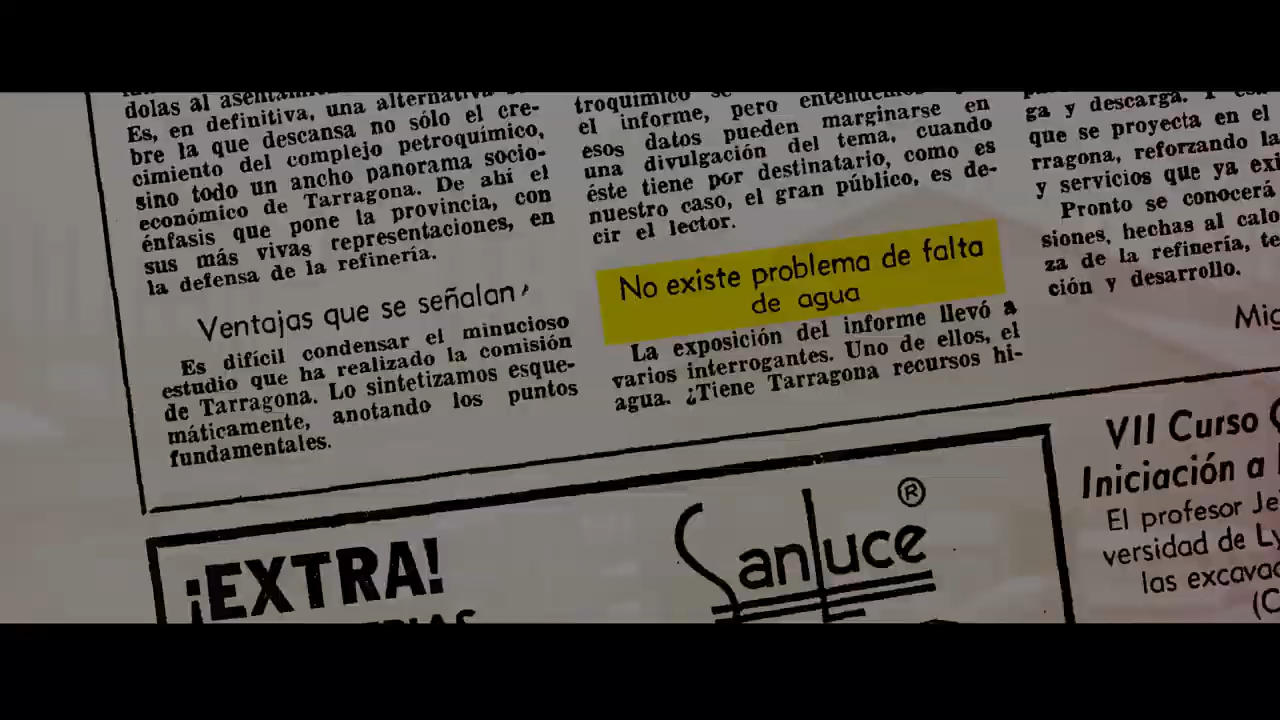 dolas al
Es, en definitiva, una alternativa
bre la que descansa no sólo el cre-
cimiento del complejo petroquímico,
sino todo un ancho panorama socio-
económico de Tarragona. De ahí el
énfasis que pone la provincia, con
sus más vivas representaciones, en
la defensa de la refinería.
Ventajas que se señalan
Es difícil condensar el minucioso
estudio que ha realizado la comisión
de Tarragona. Lo sintetizamos esque-
máticamente, anotando los puntos
fundamentales.
troquímico se
el informe, pero entendemos
esos datos pueden marginarse en
una divulgación del tema, cuando
éste tiene por destinatario, como es
nuestro caso, el gran público, es de-
cir el lector.
No existe problema de falta
de agua
La exposición del informe llevó a
varios interrogantes. Uno de ellos, el
agua. ¿Tiene Tarragona recursos hi-
ga y descarga. Y
que se proyecta en el
rragona, reforzando la
y servicios que ya exi
Pronto se conocerá
siones, hechas al calo
za de la refinería, te
ción y desarrollo.
Mig
VII Curso
Iniciación a
El profesor Je
versidad de Ly
las excavac
(C
¡EXTRA!
Sanluce ®